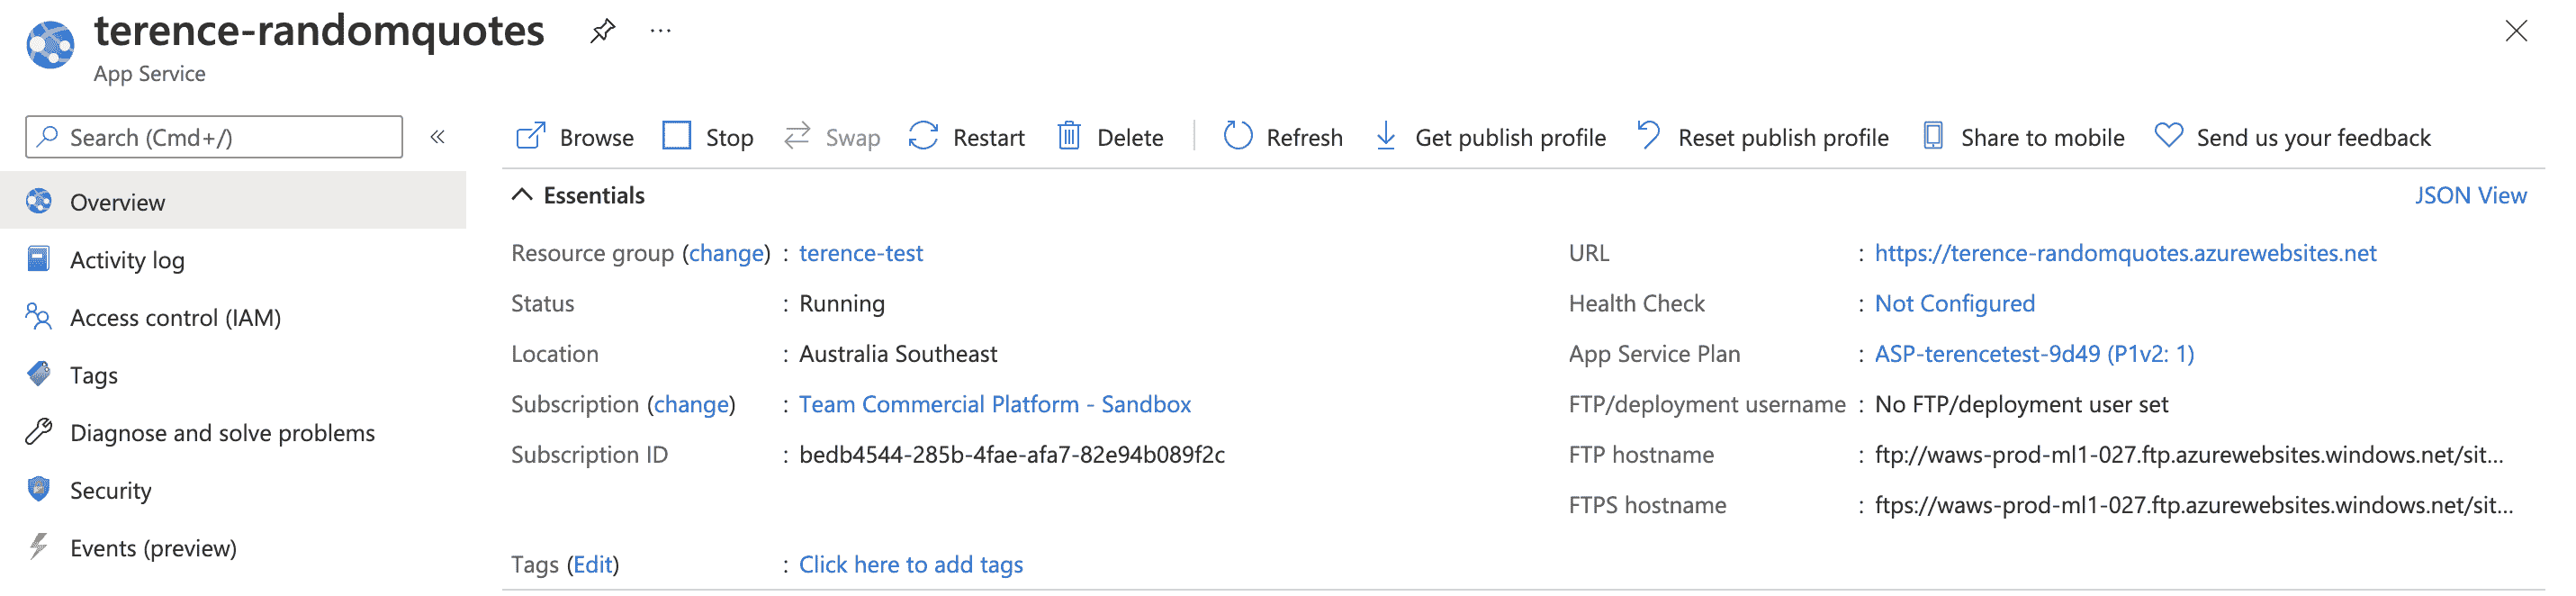 terence-randomquotes
App Service
Search (Cmd+/)
Browse Stop Swap Restart Delete Refresh Get publish profile Reset publish profile Share to mobile Send us your feedback
Overview
Activity log
Access control (IAM)
Tags
Diagnose and solve problems
Security
Events (preview)
Essentials
JSON View
Resource group (change) : terence-test
Status : Running
Location : Australia Southeast
Subscription (change) : Team Commercial Platform - Sandbox
Subscription ID : bedb4544-285b-4fae-afa7-82e94b089f2c
URL : https://terence-randomquotes.azurewebsites.net
Health Check : Not Configured
App Service Plan : ASP-terencetest-9d49 (P1v2: 1)
FTP/deployment username : No FTP/deployment user set
FTP hostname : ftp://waws-prod-ml1-027.ftp.azurewebsites.windows.net/sit...
FTPS hostname : ftps://waws-prod-ml1-027.ftp.azurewebsites.windows.net/sit...
Tags (Edit) : Click here to add tags